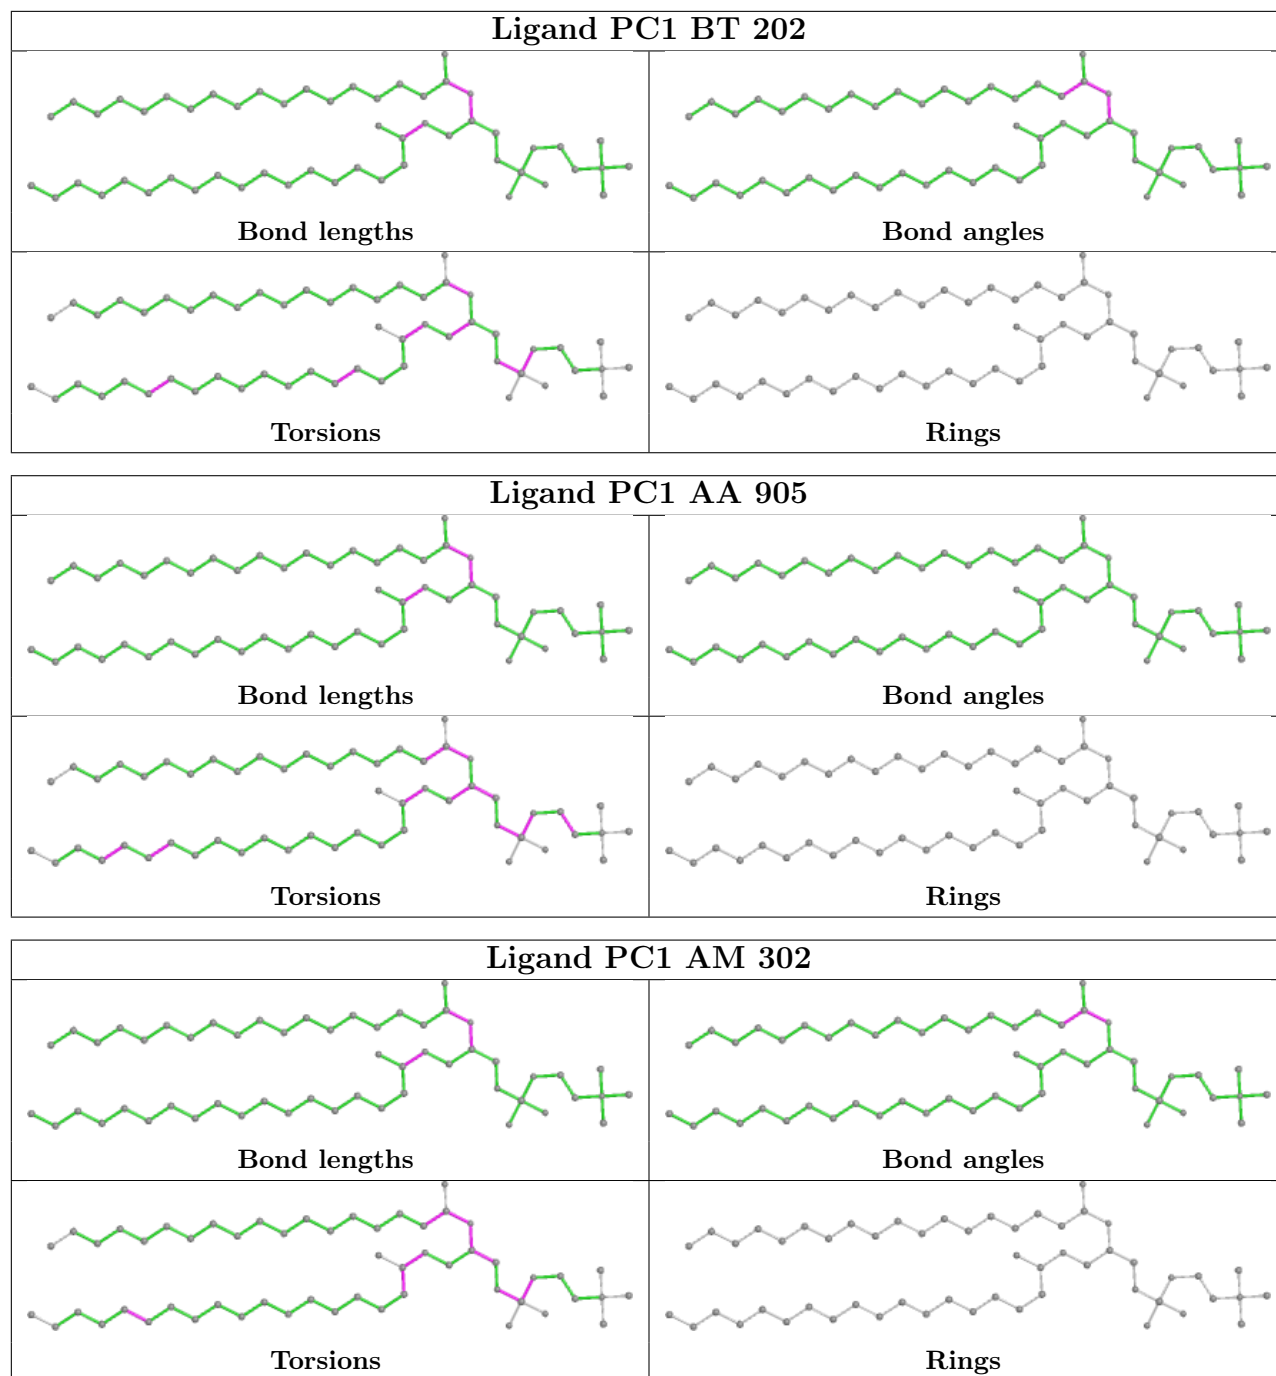 Ligand PC1 BT 202
Bond lengths
Bond angles
Torsions
Rings
Ligand PC1 AA 905
Bond lengths
Bond angles
Torsions
Rings
Ligand PC1 AM 302
Bond lengths
Bond angles
Torsions
Rings